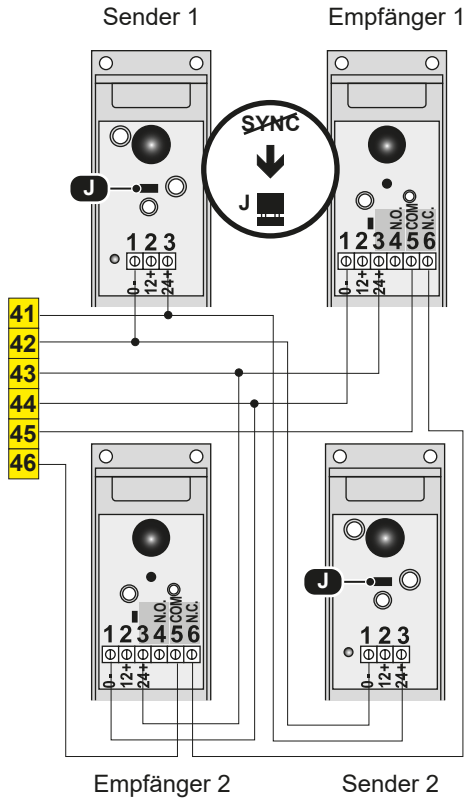 Sender 1
Empfänger 1
SYNC
J
J
1 2 3
0-
12+
24+
1 2 3 4 5 6
0-
12+
24+
N.O.
COM
N.C.
41
42
43
44
45
46
1 2 3 4 5 6
0-
12+
24+
N.O.
COM
N.C.
J
1 2 3
0-
12+
24+
Empfänger 2
Sender 2